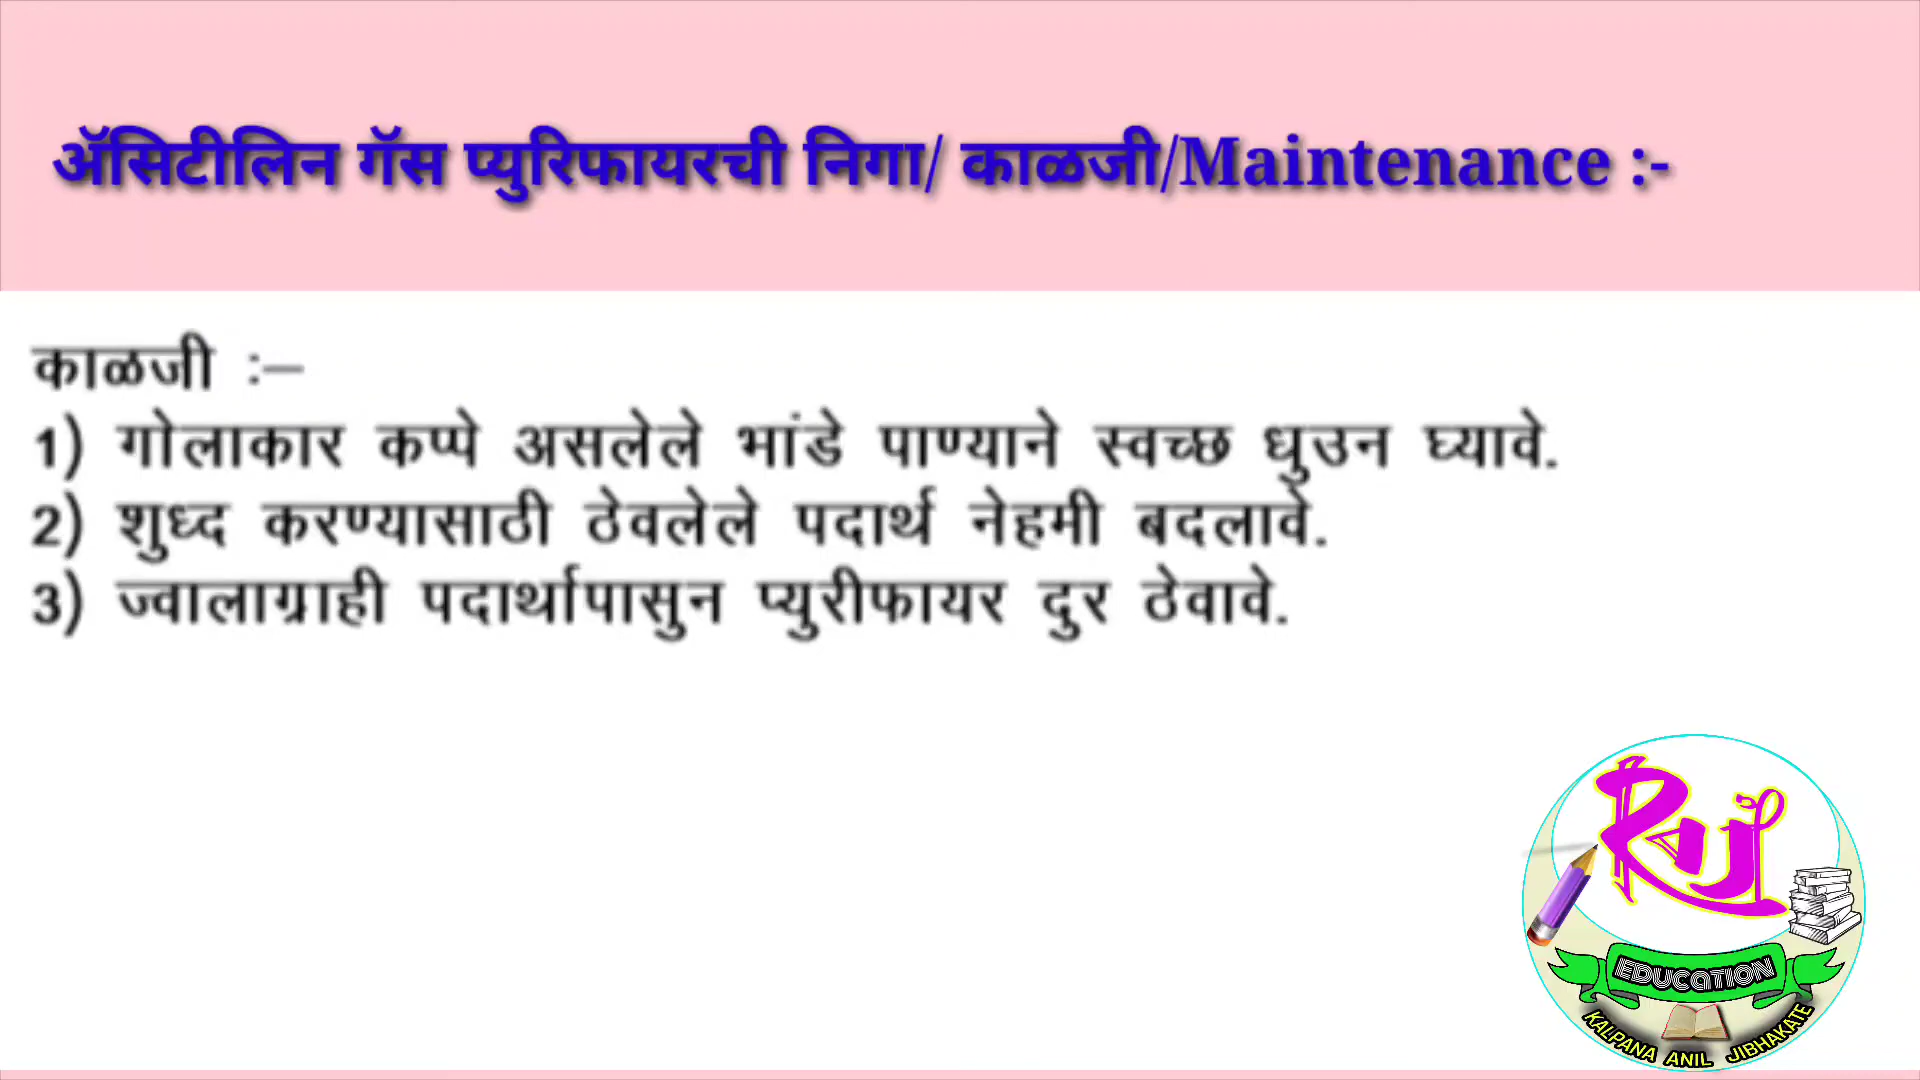 ॲसिटीलिन गॅस प्युरिफायरची निगा/ काळजी/Maintenance :-
काळजी :—
1) गोलाकार कप्पे असलेले भांडे पाण्याने स्वच्छ धुउन घ्यावे.
2) शुध्द करण्यासाठी ठेवलेले पदार्थ नेहमी बदलावे.
3) ज्वालाग्राही पदार्थापासुन प्युरीफायर दुर ठेवावे.
EDUCATION
KALPANA ANIL JIBHAKATE